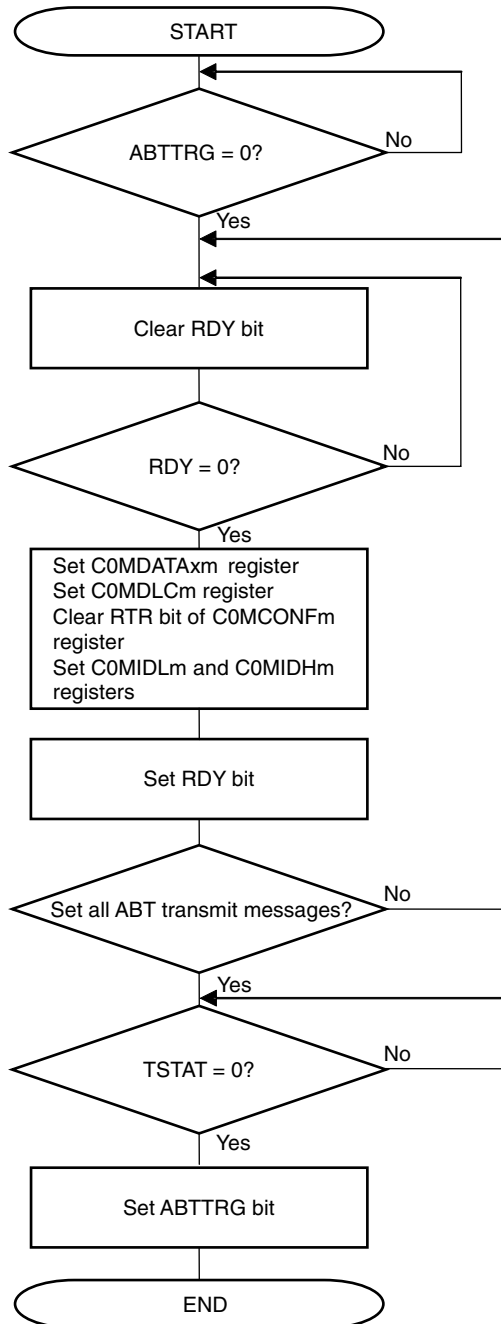 START
ABTTRG = 0?
No
Yes
Clear RDY bit
RDY = 0?
No
Yes
Set C0MDATAxm register
Set C0MDLCm register
Clear RTR bit of C0MCONFm
register
Set C0MIDLm and C0MIDHm
registers
Set RDY bit
Set all ABT transmit messages?
No
Yes
TSTAT = 0?
No
Yes
Set ABTTRG bit
END